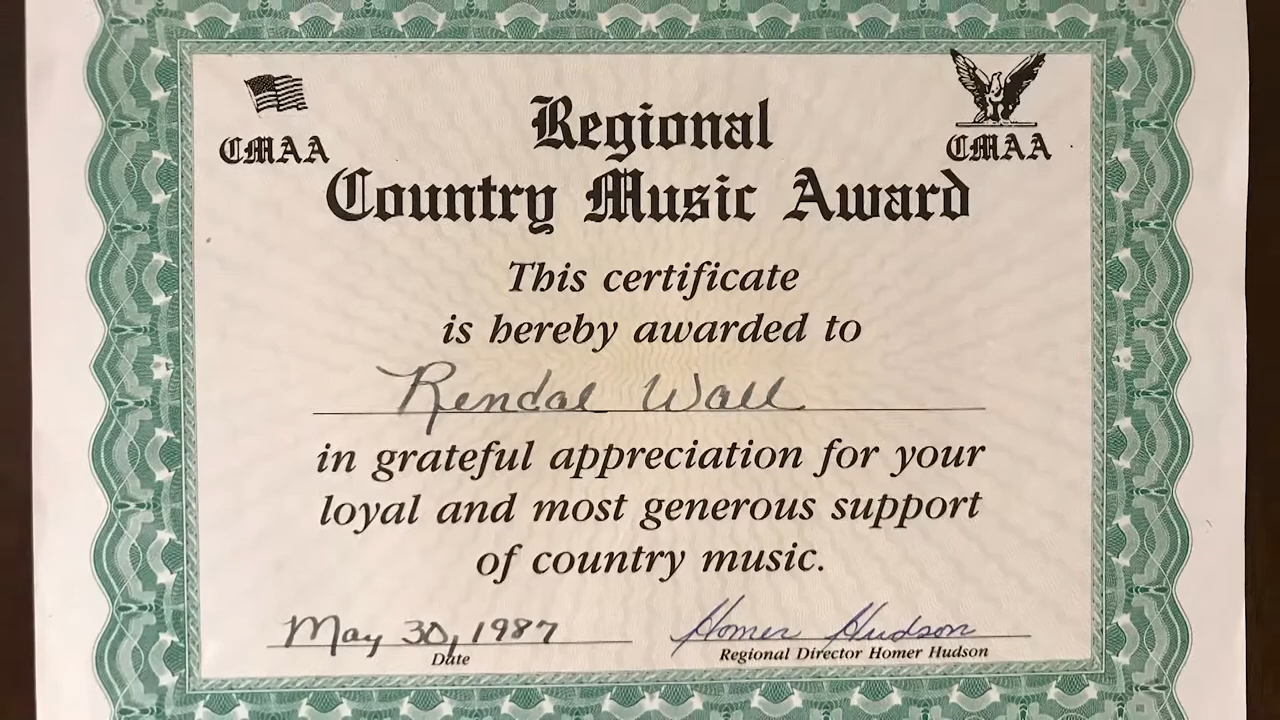 CMAA
CMAA
Regional
Country Music Award
This certificate
is hereby awarded to
Rendal Wall
in grateful appreciation for your
loyal and most generous support
of country music.
May 30, 1987
Homer Hudson
Date
Regional Director Homer Hudson